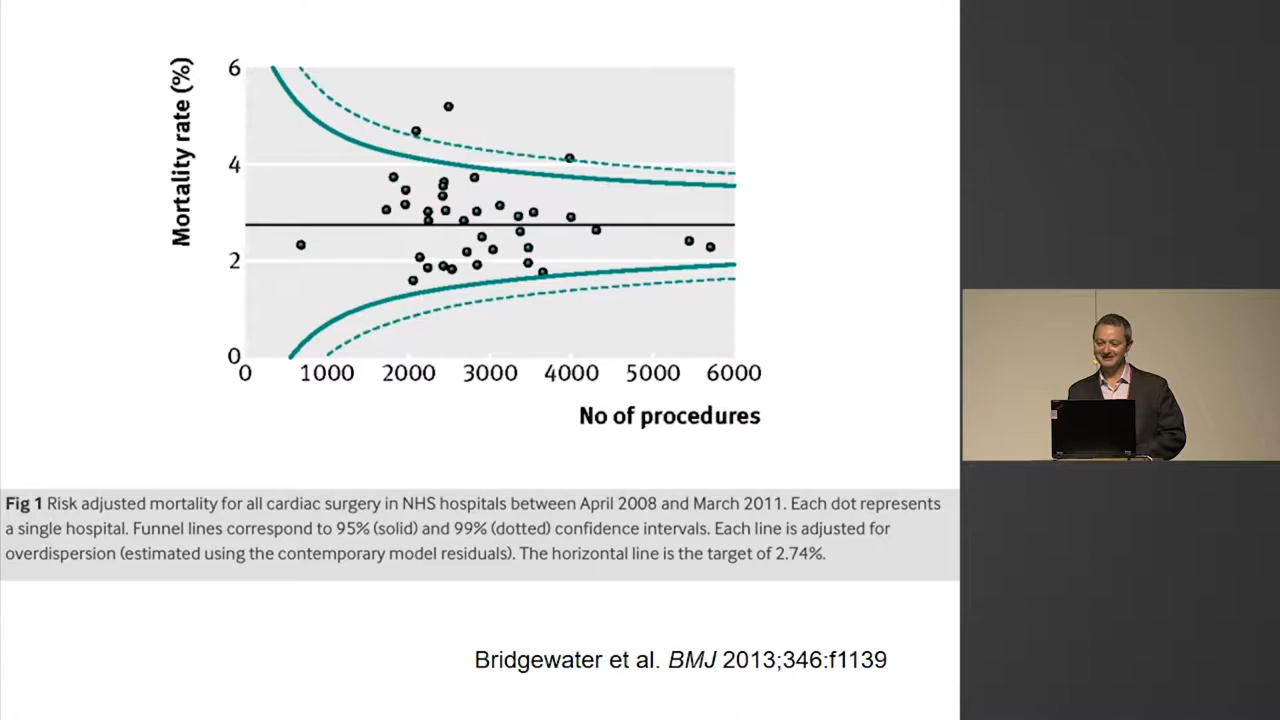 Mortality rate (%)
6
4
2
0
0 1000 2000 3000 4000 5000 6000
No of procedures
Fig 1 Risk adjusted mortality for all cardiac surgery in NHS hospitals between April 2008 and March 2011. Each dot represents
a single hospital. Funnel lines correspond to 95% (solid) and 99% (dotted) confidence intervals. Each line is adjusted for
overdispersion (estimated using the contemporary model residuals). The horizontal line is the target of 2.74%.
Bridgewater et al. BMJ 2013;346:f1139